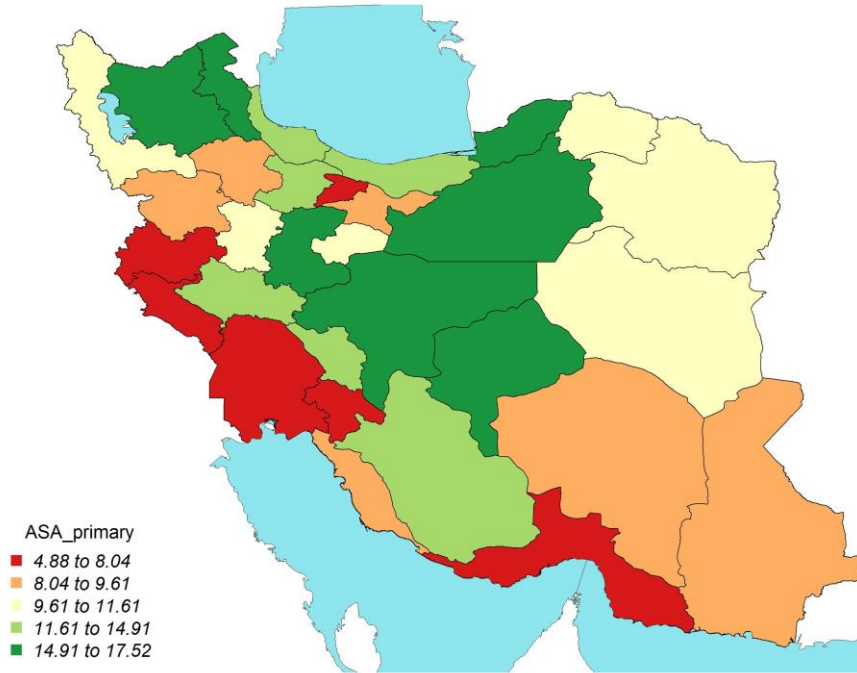 ASA_primary
4.88 to 8.04
8.04 to 9.61
9.61 to 11.61
11.61 to 14.91
14.91 to 17.52